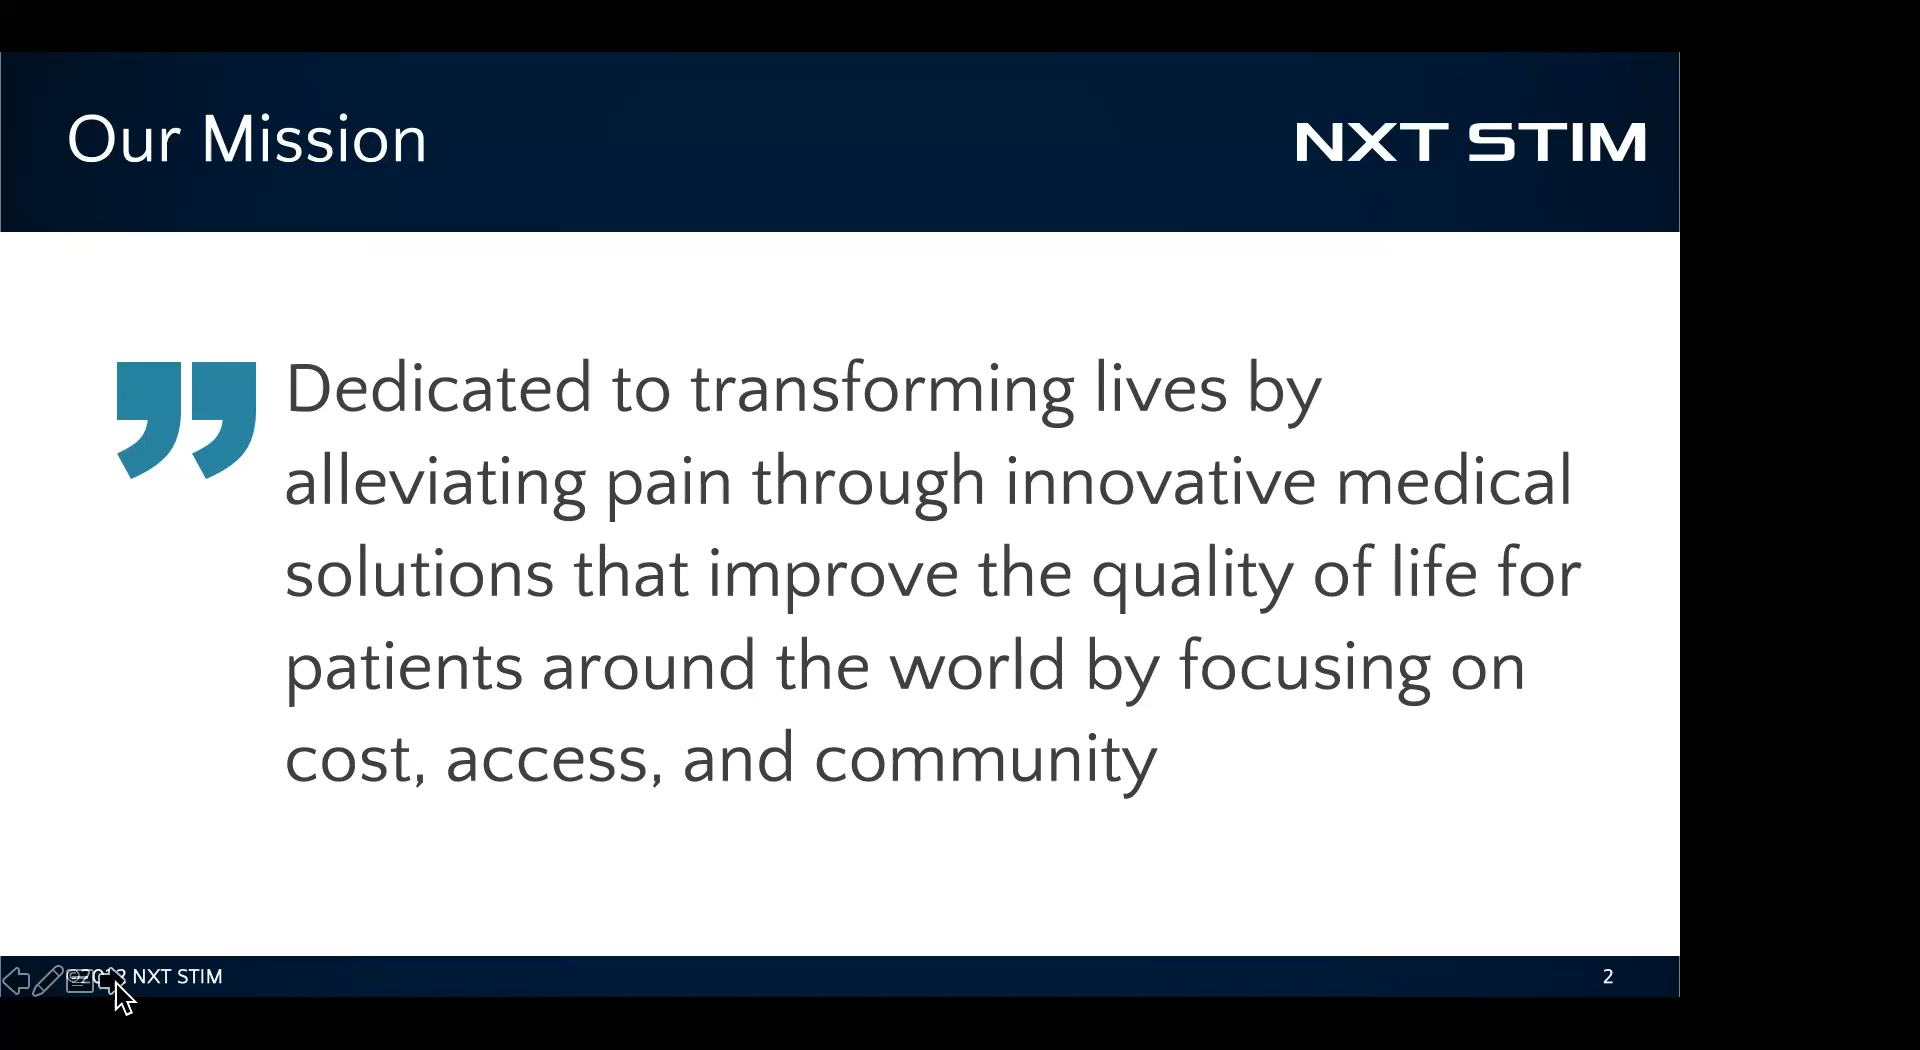 Our Mission
NXT STIM
Dedicated to transforming lives by
alleviating pain through innovative medical
solutions that improve the quality of life for
patients around the world by focusing on
cost, access, and community
NXT STIM
2